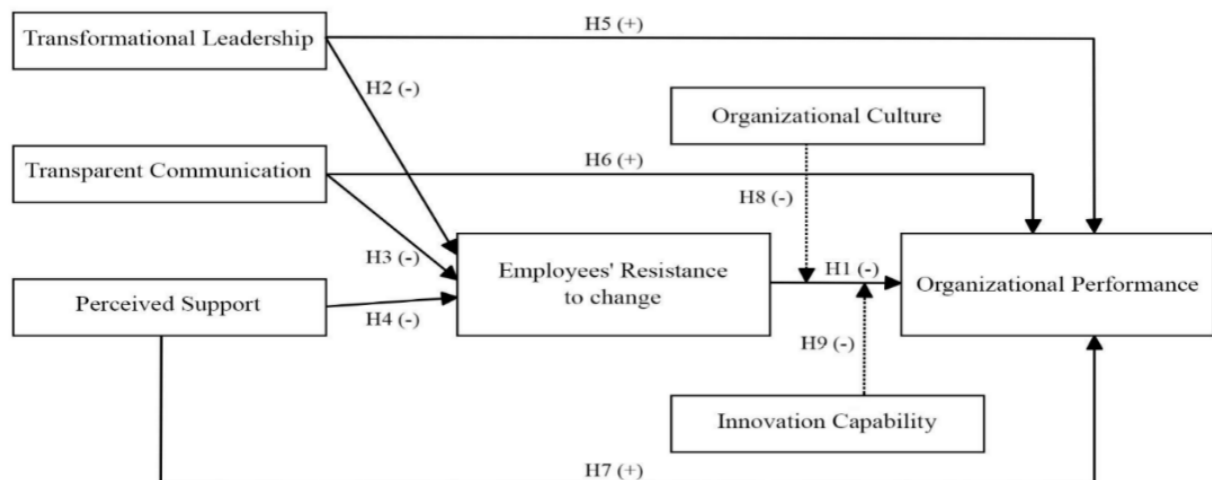 Transformational Leadership
H5 (+)
H2 (-)
Organizational Culture
Transparent Communication
H6 (+)
H8 (-)
H3 (-)
Employees' Resistance
to change
H1 (-)
Organizational Performance
Perceived Support
H4 (-)
H9 (-)
Innovation Capability
H7 (+)